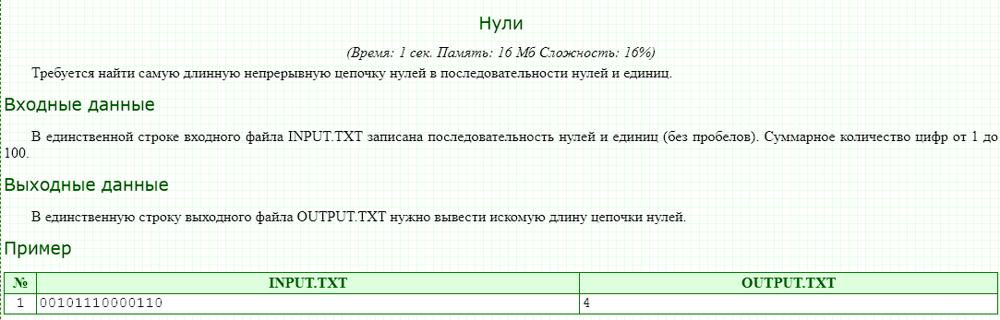 Нули
(Время: 1 сек. Память: 16 Мб Сложность: 16%)
Требуется найти самую длинную непрерывную цепочку нулей в последовательности нулей и единиц.
Входные данные
В единственной строке входного файла INPUT.TXT записана последовательность нулей и единиц (без пробелов). Суммарное количество цифр от 1 до
100.
Выходные данные
В единственную строку выходного файла OUTPUT.TXT нужно вывести искомую длину цепочки нулей.
Пример
№ INPUT.TXT OUTPUT.TXT
1 00101110000110 4